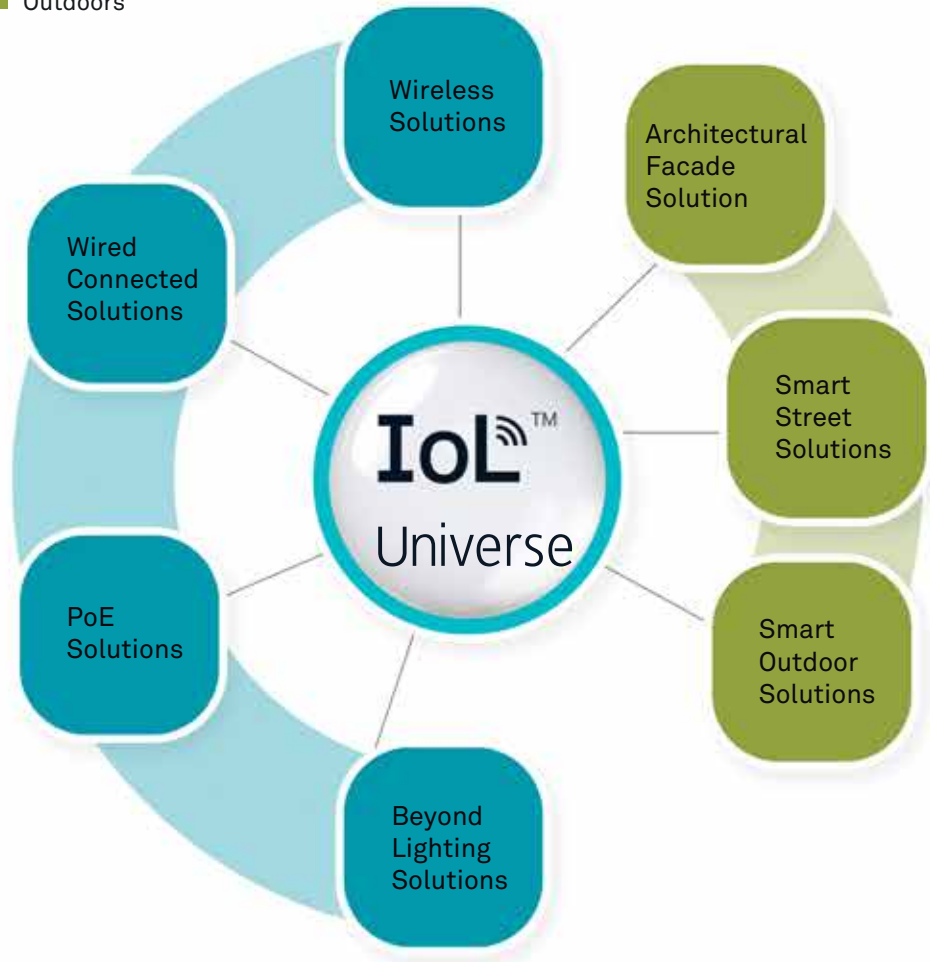 Outdoors
Wireless
Solutions
Architectural
Facade
Solution
Wired
Connected
Solutions
Smart
Street
Solutions
IoL™
Universe
PoE
Solutions
Smart
Outdoor
Solutions
Beyond
Lighting
Solutions